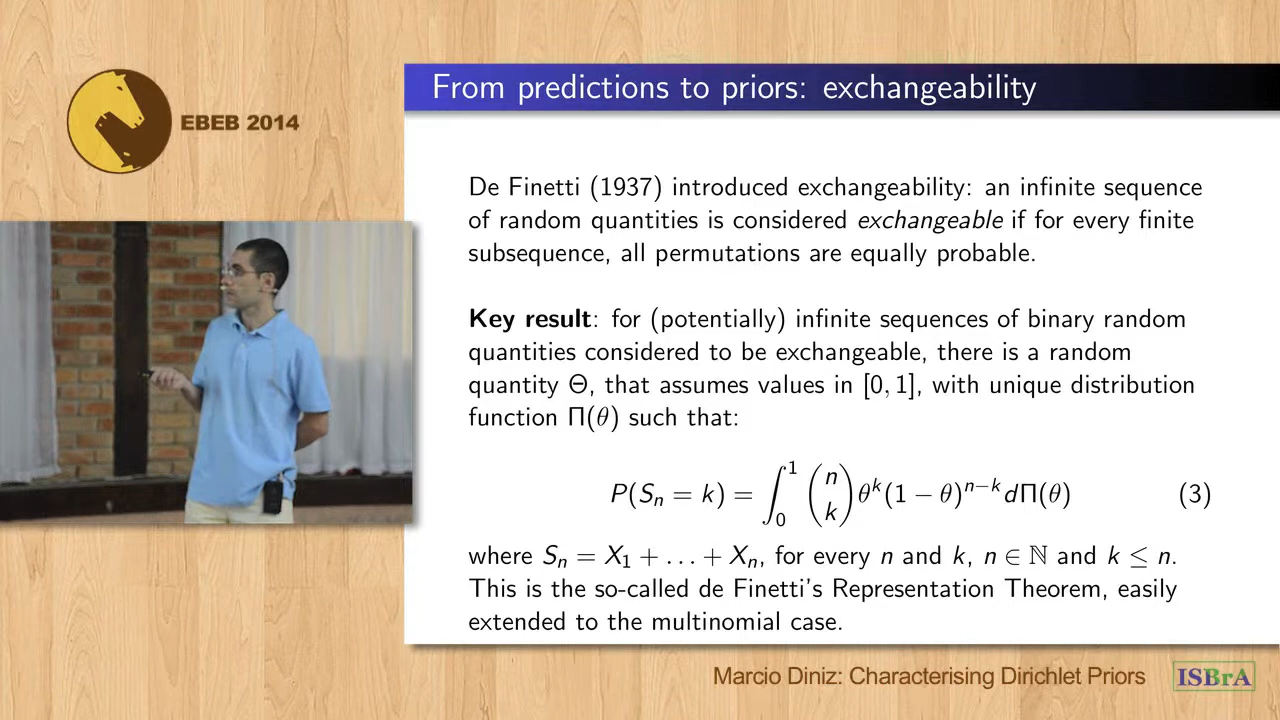 EBEB 2014
From predictions to priors: exchangeability
De Finetti (1937) introduced exchangeability: an infinite sequence
of random quantities is considered exchangeable if for every finite
subsequence, all permutations are equally probable.
Key result: for (potentially) infinite sequences of binary random
quantities considered to be exchangeable, there is a random
quantity Θ, that assumes values in [0, 1], with unique distribution
function Π(θ) such that:
P(Sₙ = k) = ∫₀¹ (n k) θᵏ(1 − θ)ⁿ⁻ᵏ dΠ(θ) (3)
where Sₙ = X₁ + . . . + Xₙ, for every n and k, n ∈ ℕ and k ≤ n.
This is the so-called de Finetti's Representation Theorem, easily
extended to the multinomial case.
Marcio Diniz: Characterising Dirichlet Priors
ISBrA